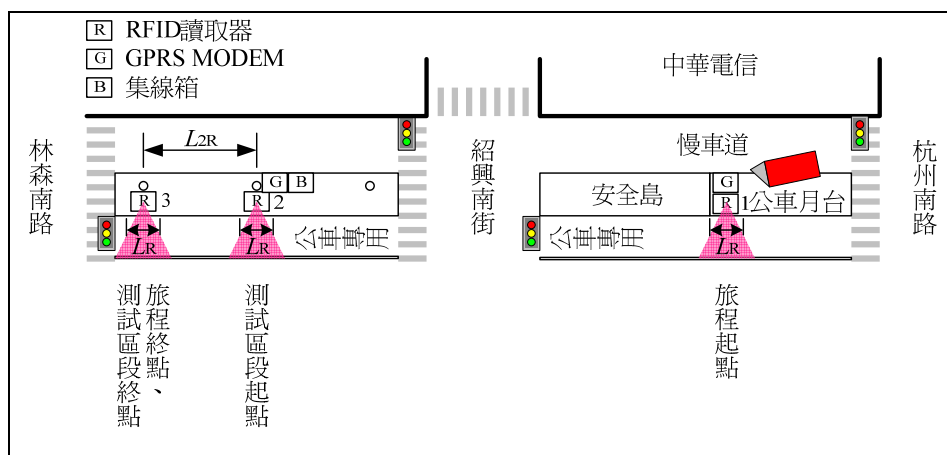 R RFID讀取器
G GPRS MODEM
B 集線箱
中華電信
林森南路
L2R
紹興南街
慢車道
杭州南路
G B
G
安全島
R 3
R 2
R 1
公車月台
LR
LR
公車專用
公車專用
LR
旅程終點、
測試區段終點
測試區段起點
旅程起點